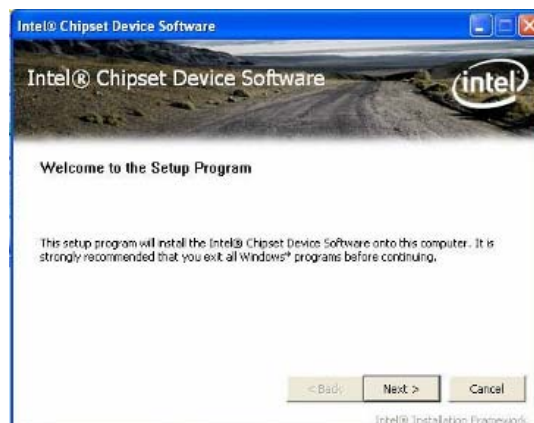 Intel® Chipset Device Software
Intel® Chipset Device Software
intel
Welcome to the Setup Program
This setup program will install the Intel® Chipset Device Software onto this computer. It is
strongly recommended that you exit all Windows* programs before continuing.
< Back Next > Cancel
Intel® Installation Framework